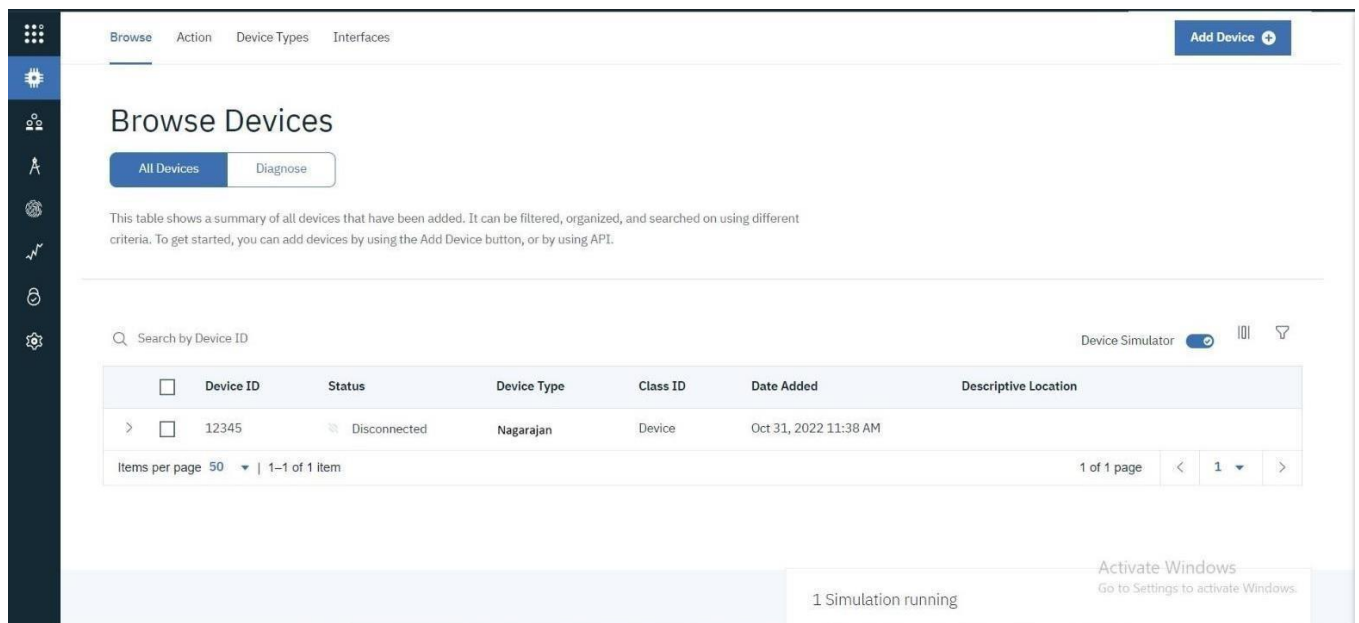 Browse Action Device Types Interfaces
Add Device
Browse Devices
All Devices Diagnose
This table shows a summary of all devices that have been added. It can be filtered, organized, and searched on using different
criteria. To get started, you can add devices by using the Add Device button, or by using API.
Search by Device ID
Device Simulator
Device ID Status Device Type Class ID Date Added Descriptive Location
12345 Disconnected Nagarajan Device Oct 31, 2022 11:38 AM
Items per page 50 | 1–1 of 1 item
1 of 1 page 1
Activate Windows
Go to Settings to activate Windows.
1 Simulation running